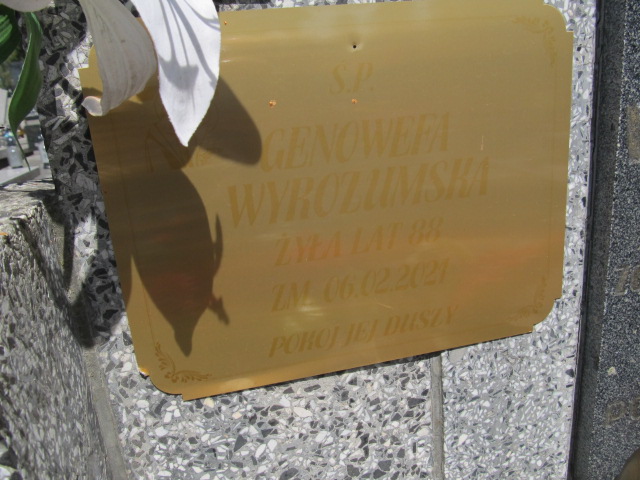 Ś.P.
GENOWEFA
WYROZUMSKA
ŻYŁA LAT 88
ZM. 06.02.2021
POKÓJ JEJ DUSZY